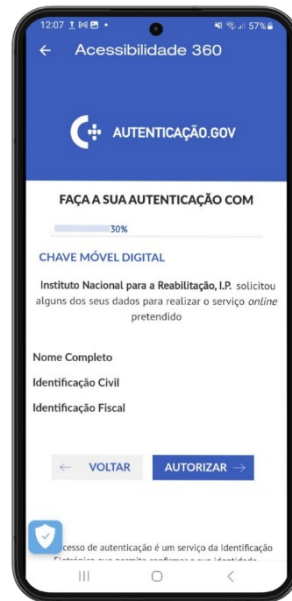 12:07
57%
Acessibilidade 360
AUTENTICAÇÃO.GOV
FAÇA A SUA AUTENTICAÇÃO COM
30%
CHAVE MÓVEL DIGITAL
Instituto Nacional para a Reabilitação, I.P. solicitou
alguns dos seus dados para realizar o serviço online
pretendido
Nome Completo
Identificação Civil
Identificação Fiscal
← VOLTAR
AUTORIZAR →
cesso de autenticação é um serviço da Identificação